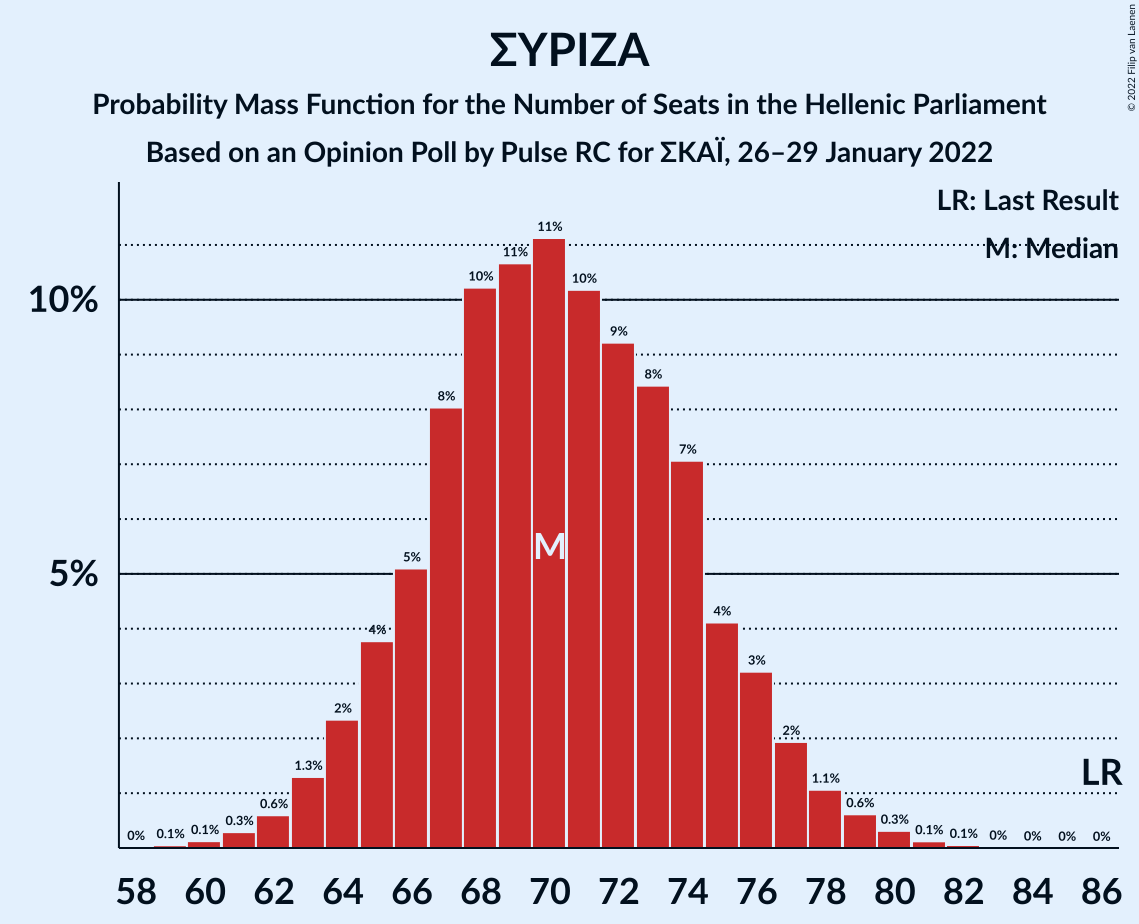 ΣΥΡΙΖΑ
Probability Mass Function for the Number of Seats in the Hellenic Parliament
Based on an Opinion Poll by Pulse RC for ΣΚΑΪ, 26–29 January 2022
© 2022 Filip van Laenen
LR: Last Result
M: Median
10%
5%
0% 0.1% 0.1% 0.3% 0.6% 1.3% 2% 4% 5% 8% 10% 11% 11% 10% 9% 8% 7% 4% 3% 2% 1.1% 0.6% 0.3% 0.1% 0.1% 0% 0% 0% 0%
M
LR
58 60 62 64 66 68 70 72 74 76 78 80 82 84 86